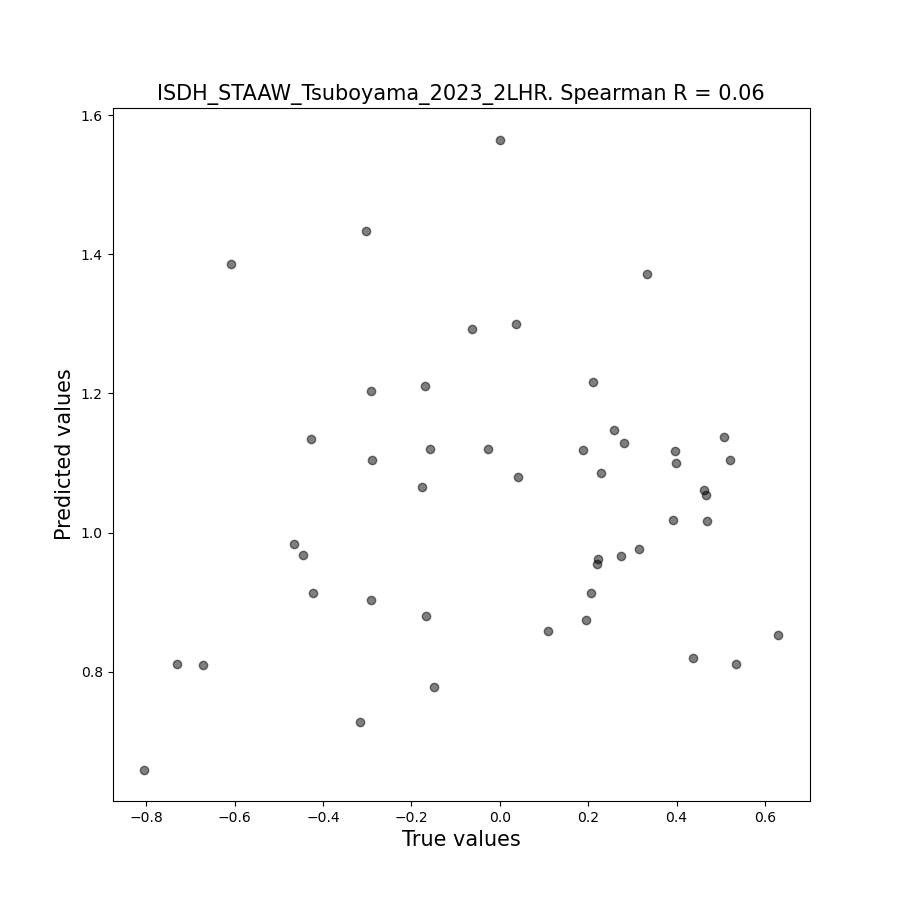 ISDH_STAAW_Tsuboyama_2023_2LHR. Spearman R = 0.06
1.6
1.4
1.2
1.0
0.8
Predicted values
−0.8 −0.6 −0.4 −0.2 0.0 0.2 0.4 0.6
True values